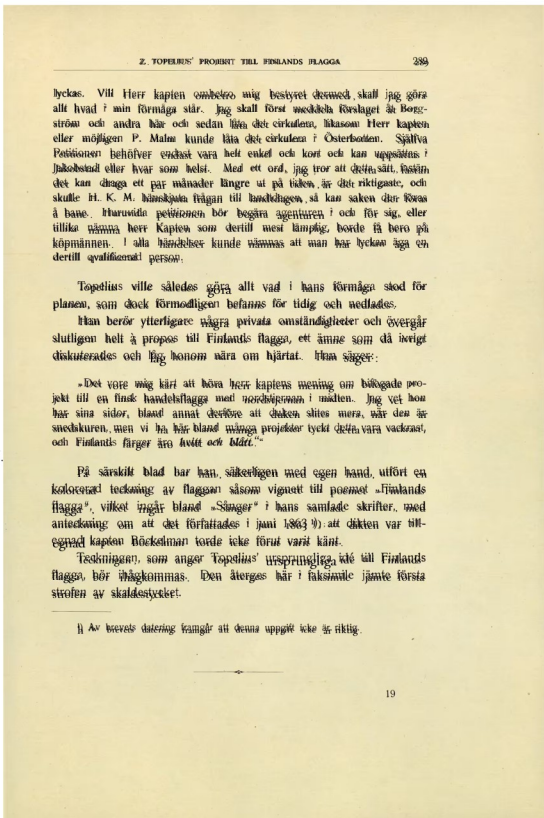 Z. TOPELIUS' PROJEKT TILL FINLANDS FLAGGA 289
lyckas. Vill Herr kapten ombetro mig bestyret dermed, skall jag göra
allt hvad i min förmåga står. Jag skall först meddela förslaget åt Borg-
ström och andra här och sedan låta det cirkulera, likasom Herr kapten
eller möjligen P. Malm kunde låta det cirkulera i Österbotten. Själfva
Petitionen behöfver endast vara helt enkel och kort och kan uppsättas i
Jakobstad eller hvar som helst. Med ett ord, jag tror att detta sätt, fastän
det kan draga ett par månader längre ut på tiden, är det riktigaste, och
skulle H. K. M. hänskjuta frågan till landtdagen, så kan saken der föras
å bane. Huruvida petitionen bör begära agenturen i och för sig, eller
tillika nämna herr Kapten som dertill mest lämplig, borde få bero på
köpmännen. I alla händelser kunde nämnas att man har lyckan äga en
dertill qvalificerad person.
Topelius ville således göra allt vad i hans förmåga stod för
planen, som dock förmodligen befanns för tidig och nedlades.
Han berör ytterligare några privata omständigheter och övergår
slutligen helt à propos till Finlands flagga, ett ämne som då ivrigt
diskuterades och låg honom nära om hjärtat. Han säger:
„Det vore mig kärt att höra herr kaptens mening om bifogade pro-
jekt till en finsk handelsflagga med nordstjernan i midten. Jag vet hon
har sina sidor, bland annat derföre att duken slites mera, när den är
snedskuren, men vi ha här bland många projekter tyckt detta vara vackrast,
och Finlands färger äro hvitt och blått."
På särskilt blad har han, säkerligen med egen hand, utfört en
kolorerad teckning av flaggan såsom vignett till poemet „Finlands
flagga", vilket ingår bland „Sånger" i hans samlade skrifter, med
anteckning om att det författades i juni 1863 ¹); att dikten var till-
egnad kapten Böckelman torde icke förut varit känt.
Teckningen, som anger Topelius' ursprungliga idé till Finlands
flagga, bör ihågkommas. Den återges här i faksimile jämte första
strofen av skaldestycket.
¹) Av brevets datering framgår att denna uppgift icke är riktig.
19